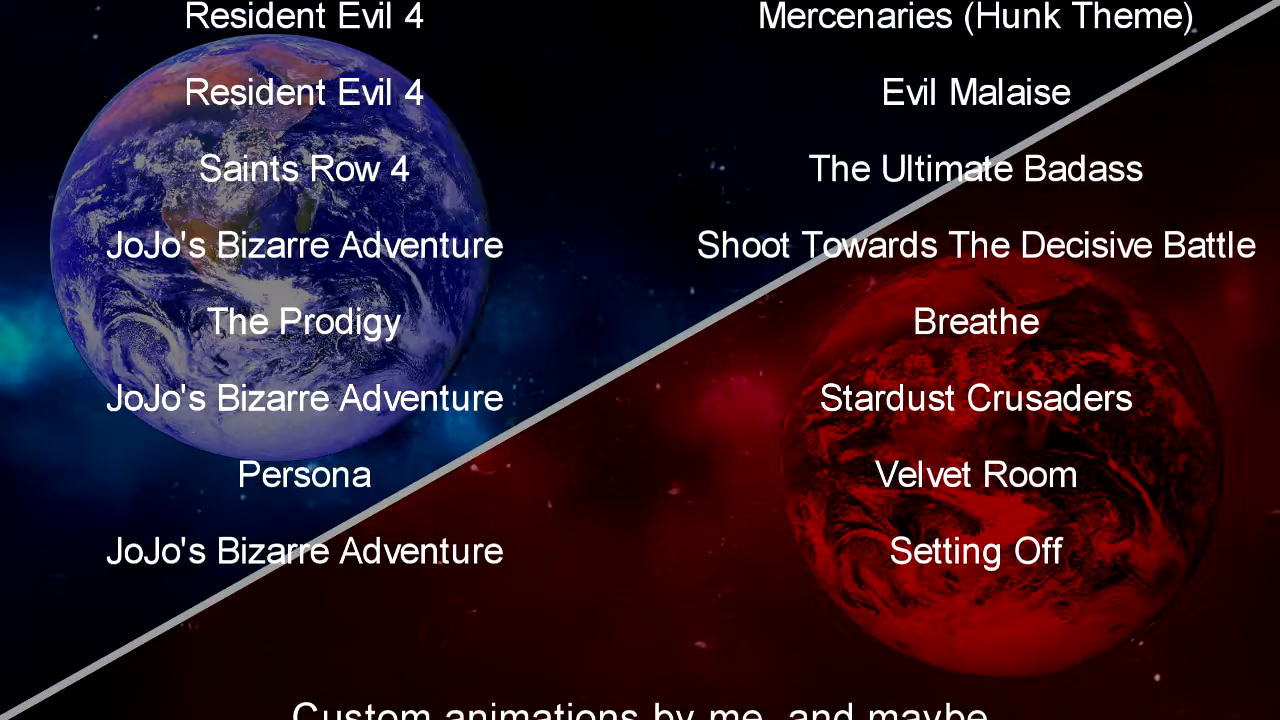 Resident Evil 4 Mercenaries (Hunk Theme)
Resident Evil 4 Evil Malaise
Saints Row 4 The Ultimate Badass
JoJo's Bizarre Adventure Shoot Towards The Decisive Battle
The Prodigy Breathe
JoJo's Bizarre Adventure Stardust Crusaders
Persona Velvet Room
JoJo's Bizarre Adventure Setting Off
Custom animations by me, and maybe